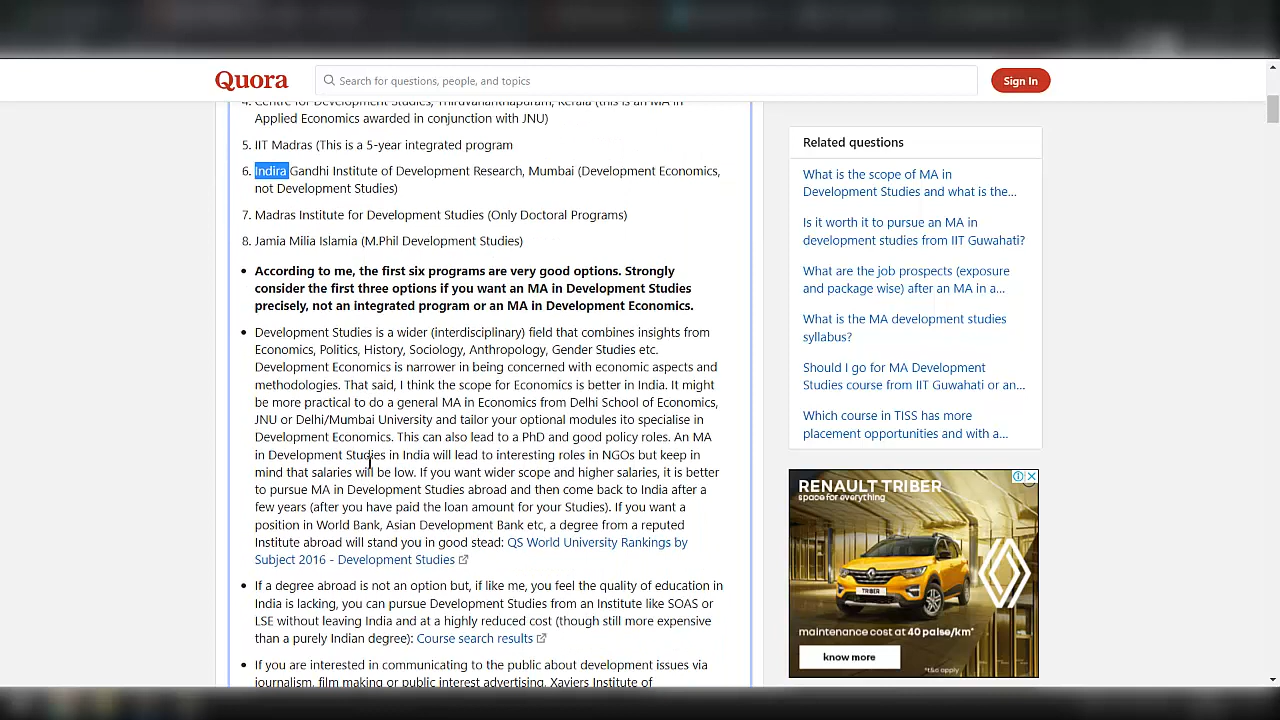 Quora
Search for questions, people, and topics
Sign In
4. Centre for Development Studies, Thiruvananthapuram, Kerala (this is an MA in
Applied Economics awarded in conjunction with JNU)
5. IIT Madras (This is a 5-year integrated program
6. Indira Gandhi Institute of Development Research, Mumbai (Development Economics,
not Development Studies)
7. Madras Institute for Development Studies (Only Doctoral Programs)
8. Jamia Milia Islamia (M.Phil Development Studies)
• According to me, the first six programs are very good options. Strongly
consider the first three options if you want an MA in Development Studies
precisely, not an integrated program or an MA in Development Economics.
• Development Studies is a wider (interdisciplinary) field that combines insights from
Economics, Politics, History, Sociology, Anthropology, Gender Studies etc.
Development Economics is narrower in being concerned with economic aspects and
methodologies. That said, I think the scope for Economics is better in India. It might
be more practical to do a general MA in Economics from Delhi School of Economics,
JNU or Delhi/Mumbai University and tailor your optional modules ito specialise in
Development Economics. This can also lead to a PhD and good policy roles. An MA
in Development Studies in India will lead to interesting roles in NGOs but keep in
mind that salaries will be low. If you want wider scope and higher salaries, it is better
to pursue MA in Development Studies abroad and then come back to India after a
few years (after you have paid the loan amount for your Studies). If you want a
position in World Bank, Asian Development Bank etc, a degree from a reputed
Institute abroad will stand you in good stead: QS World University Rankings by
Subject 2016 - Development Studies
• If a degree abroad is not an option but, if like me, you feel the quality of education in
India is lacking, you can pursue Development Studies from an Institute like SOAS or
LSE without leaving India and at a highly reduced cost (though still more expensive
than a purely Indian degree): Course search results
• If you are interested in communicating to the public about development issues via
journalism, film making or public interest advertising, Xaviers Institute of
Related questions
What is the scope of MA in
Development Studies and what is the...
Is it worth it to pursue an MA in
development studies from IIT Guwahati?
What are the job prospects (exposure
and package wise) after an MA in a...
What is the MA development studies
syllabus?
Should I go for MA Development
Studies course from IIT Guwahati or an...
Which course in TISS has more
placement opportunities and with a...
RENAULT TRIBER
space for everything
TRIBER
maintenance cost at 40 paise/km*
know more
*t&c apply